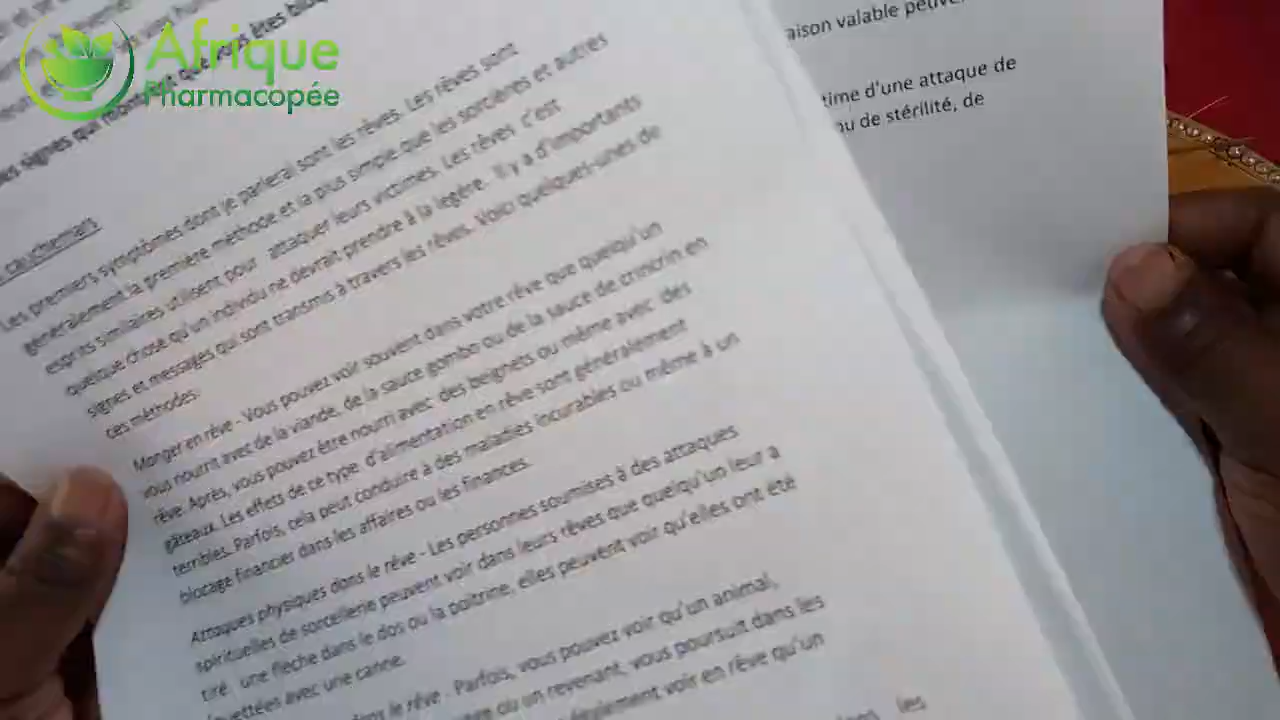 Afrique
Pharmacopée
signes qui montrent que vous êtes
cauchemars
Les premiers symptômes dont je parlerai sont les rêves. Les rêves sont
généralement la première méthode et la plus simple que les sorcières et autres
esprits similaires utilisent pour attaquer leurs victimes. Les rêves c'est
quelque chose qu'un individu ne devrait prendre à la légère. Il y a d'importants
signes et messages qui sont transmis à travers les rêves. Voici quelques-unes de
ces méthodes.
Manger en rêve - Vous pouvez voir souvent dans votre rêve que quelqu'un
vous nourrit avec de la viande, de la sauce gombo ou de la sauce de crincrin en
rêve. Après, vous pouvez être nourri avec des beignets ou même avec des
gâteaux. Les effets de ce type d'alimentation en rêve sont généralement
terribles. Parfois, cela peut conduire à des maladies incurables ou même à un
blocage financier dans les affaires ou les finances.
Attaques physiques dans le rêve - Les personnes soumises à des attaques
spirituelles de sorcellerie peuvent voir dans leurs rêves que quelqu'un leur a
tiré une flèche dans le dos ou la poitrine, elles peuvent voir qu'elles ont été
fouettées avec une canne.
dans le rêve - Parfois, vous pouvez voir qu'un animal,
ou un revenant, vous poursuit dans les
également voir en rêve qu'un
les
aison valable peuve
time d'une attaque de
ou de stérilité, de